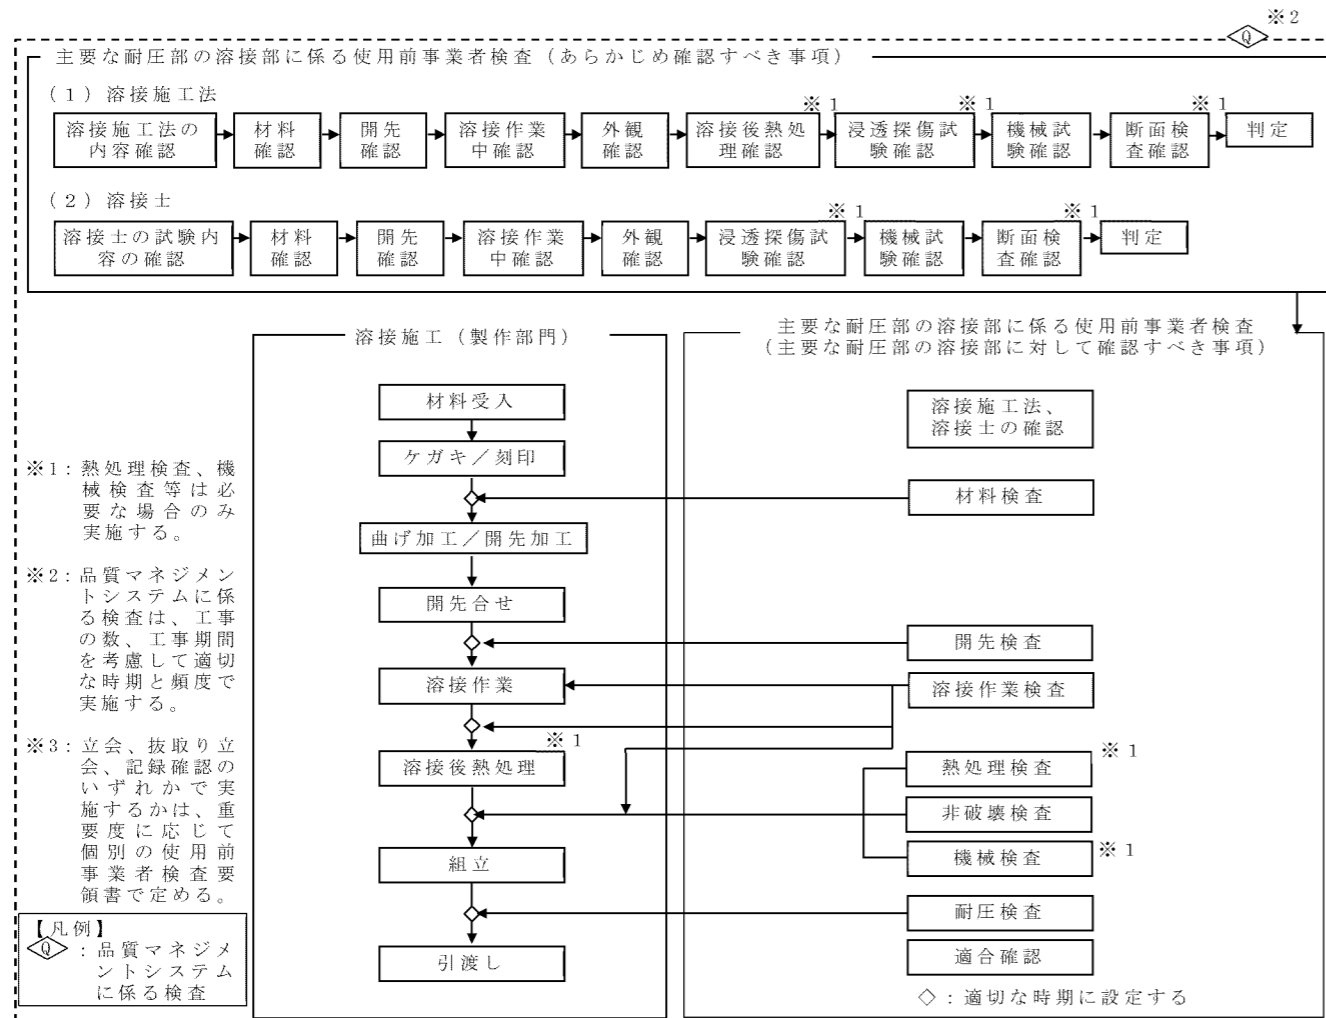 ※2
Q
主要な耐圧部の溶接部に係る使用前事業者検査(あらかじめ確認すべき事項)
(1)溶接施工法
※1
※1
※1
溶接施工法の
内容確認
材料
確認
開先
確認
溶接作業
中確認
外観
確認
溶接後熱処
理確認
浸透探傷試
験確認
機械試
験確認
断面検
査確認
判定
(2)溶接士
※1
※1
溶接士の試験内
容の確認
材料
確認
開先
確認
溶接作業
中確認
外観
確認
浸透探傷試
験確認
機械試
験確認
断面検
査確認
判定
溶接施工(製作部門)
材料受入
ケガキ/刻印
曲げ加工/開先加工
開先合せ
溶接作業
※1
溶接後熱処理
組立
引渡し
主要な耐圧部の溶接部に係る使用前事業者検査
(主要な耐圧部の溶接部に対して確認すべき事項)
溶接施工法、
溶接士の確認
材料検査
開先検査
溶接作業検査
熱処理検査
※1
非破壊検査
機械検査
※1
耐圧検査
適合確認
◇:適切な時期に設定する
※1:熱処理検査、機
械検査等は必
要な場合のみ
実施する。
※2:品質マネジメン
トシステムに係
る検査は、工事
の数、工事期間
を考慮して適切
な時期と頻度で
実施する。
※3:立会、抜取り立
会、記録確認の
いずれかで実
施するかは、重
要度に応じて
個別の使用前
事業者検査要
領書で定める。
【凡例】
Q:品質マネジメ
ントシステム
に係る検査